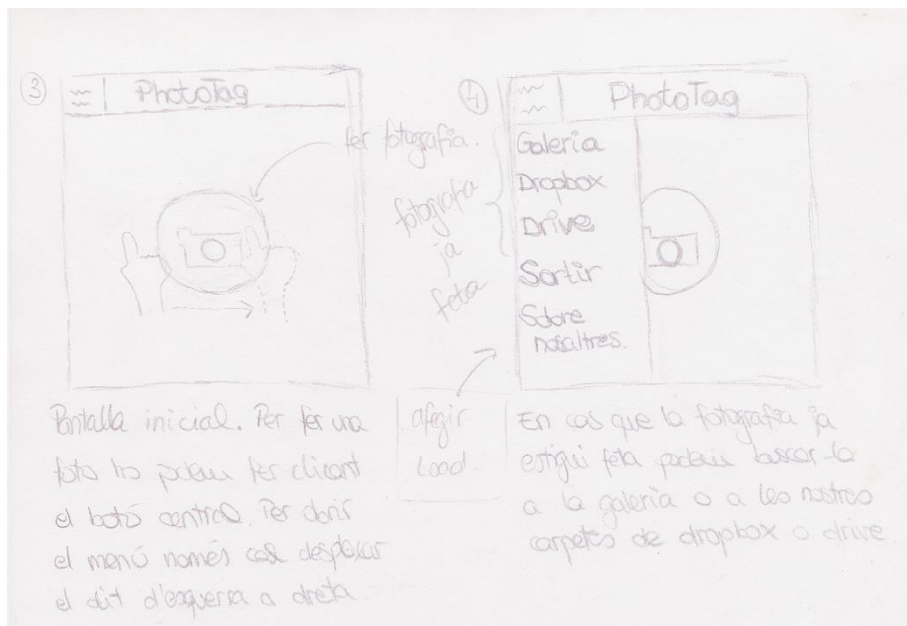 3
PhotoTag
fer fotografia.
Pantalla inicial. Per fer una
foto ho podem fer clicant
el botó central. Per obrir
el menú només cal desplaçar
el dit d'esquerra a dreta
4
PhotoTag
fotografia
ja
feta
Galeria
Dropbox
Drive
Sortir
Sobre
nosaltres.
afegir
Load.
En cas que la fotografia ja
estigui feta podem buscar-la
a la galeria o a les nostres
carpetes de dropbox o drive.